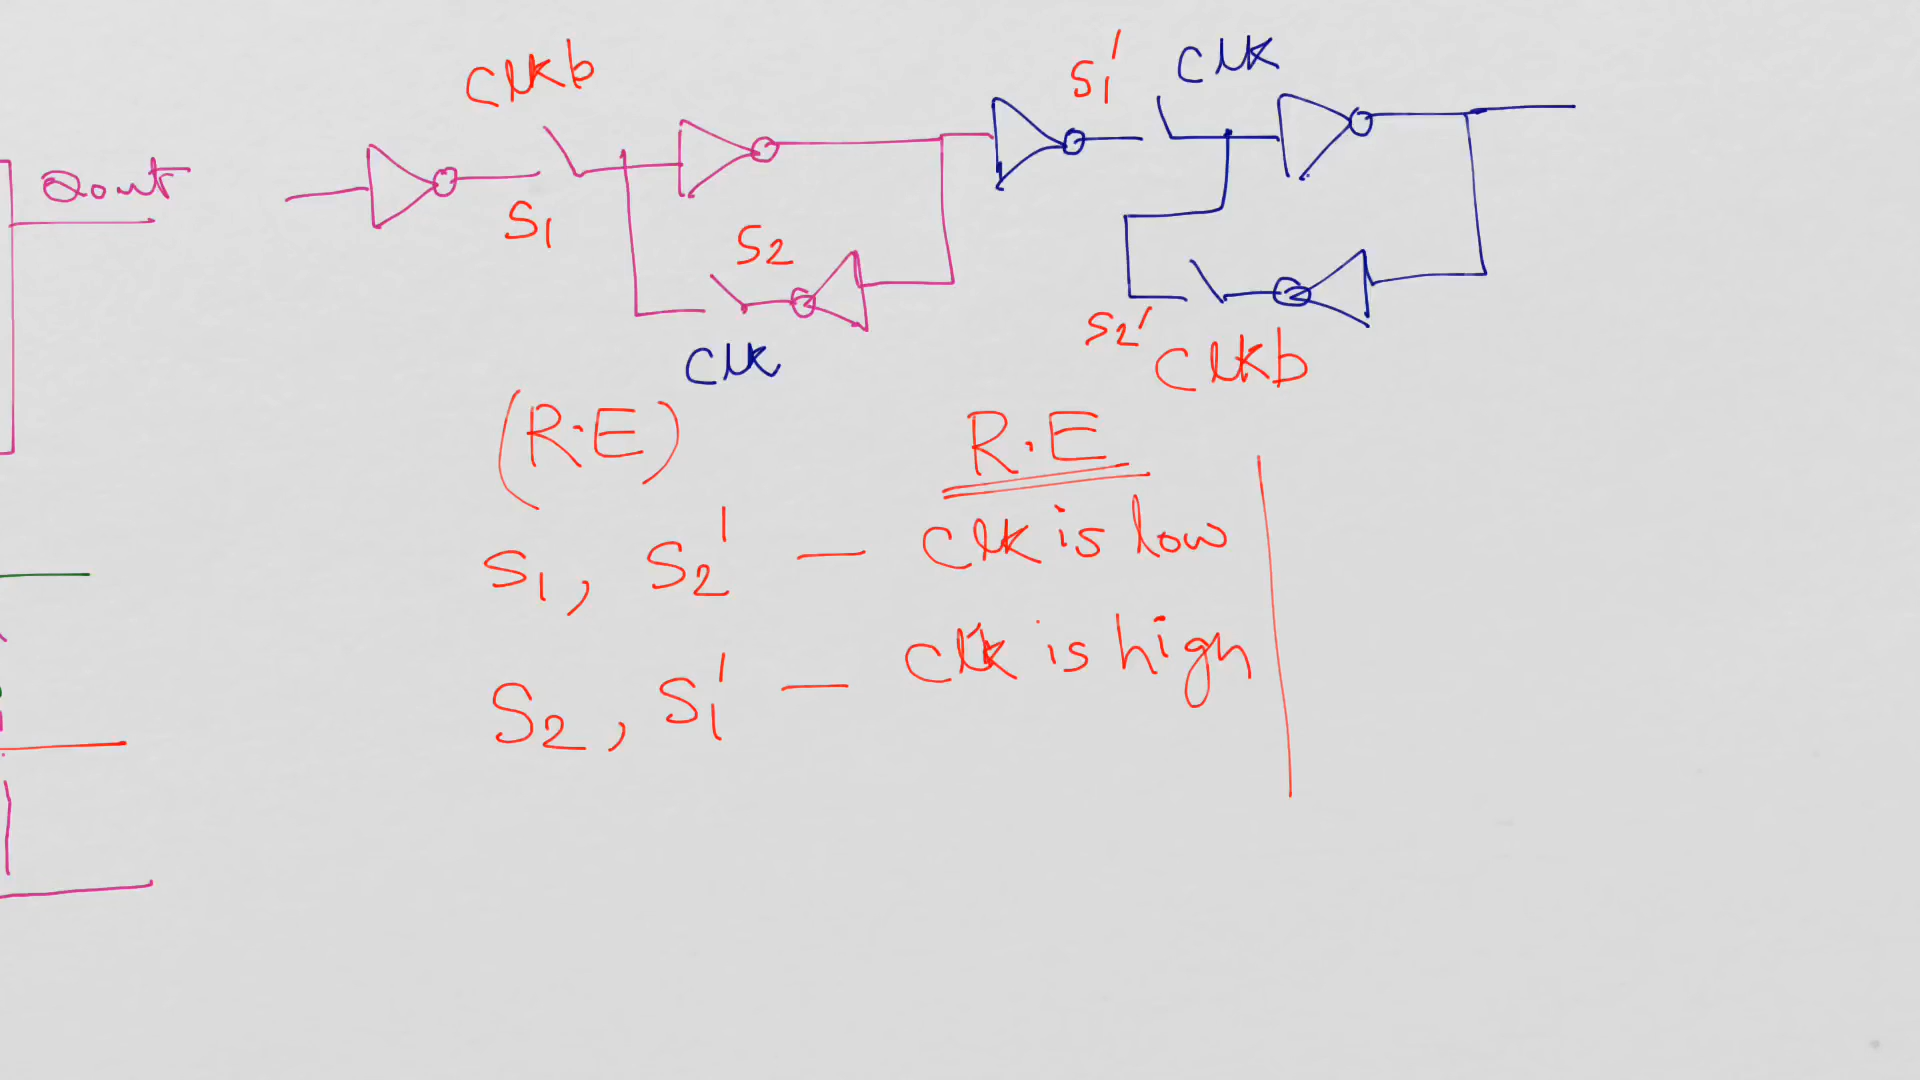 Clkb
S1'
Clk
Qout
S1
S2
Clk
S2'
Clkb
(R.E)
R.E
S1, S2' — Clk is low
S2, S1' — Clk is high